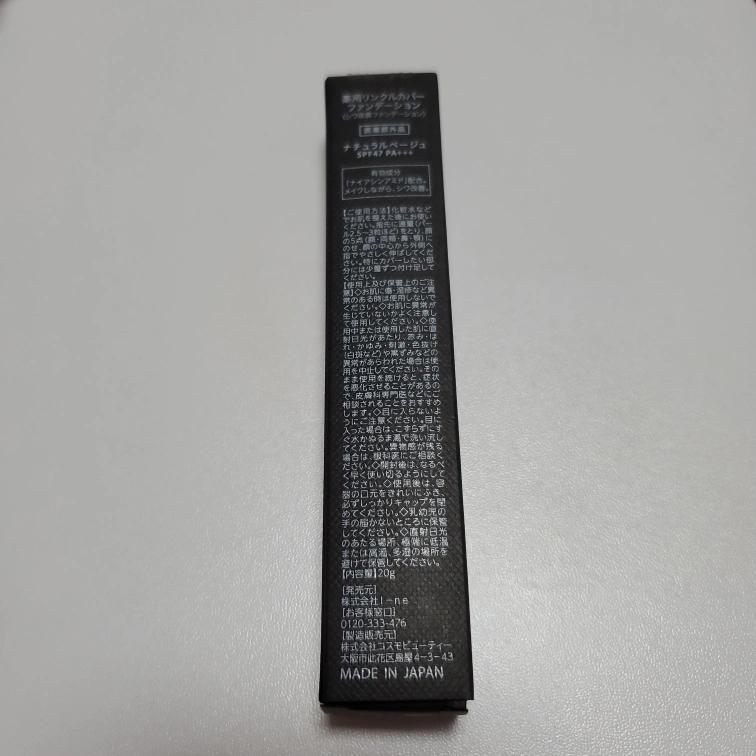 薬用リンクルカバー
ファンデーション
(シワ改善ファンデーション)
医薬部外品
ナチュラルベージュ
SPF47 PA+++
有効成分
「ナイアシンアミド」配合。
メイクしながら、シワ改善。
【ご使用方法】化粧水など
でお肌を整えた後にお使い
ください。指先に適量(パー
ル2.5〜3粒ほど)をとり、顔
の5点(額・両頬・鼻・顎)に
のせ、顔の中心から外側へ
指でやさしく伸ばしてくだ
さい。特にカバーしたい部
分には少量ずつ付け足して
ください。
【使用上及び保管上のご注
意】◇お肌に傷・湿疹など異
常のある時は使用しないで
ください。◇お肌に異常が
生じていないかよく注意し
て使用してください。◇使
用中または使用した肌に直
射日光があたり、赤み・は
れ・かゆみ・刺激・色抜け
(白斑など)や黒ずみなどの
異常があらわれた場合は使
用を中止してください。その
まま使用を続けると、症状
を悪化させることがあるの
で、皮膚科専門医などにご
相談されることをおすすめ
します。◇目に入らないよ
うにご注意ください。目に
入った場合は、こすらずにす
ぐ水かぬるま湯で洗い流し
てください。異物感が残る
場合は、眼科医にご相談く
ださい。◇開封後は、なるべ
く早く使い切るようにして
ください。◇使用後は、容
器の口元をきれいにふき、
必ずしっかりキャップを閉
めてください。◇乳幼児の
手の届かないところに保管
してください。◇直射日光
のあたる場所、極端に低温
または高温、多湿の場所を
避けて保管してください。
【内容量】20g
[発売元]
株式会社I-ne
[お客様窓口]
0120-333-476
[製造販売元]
株式会社コスモビューティー
大阪市此花区島屋4-3-43
MADE IN JAPAN